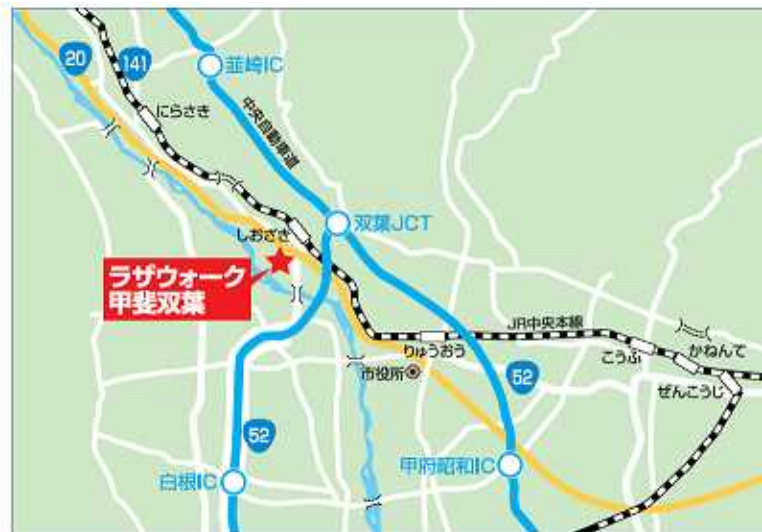 20
141
韮崎IC
にらさき
中央自動車道
双葉JCT
しおざき
ラザウォーク
甲斐双葉
JR中央本線
りゅうおう
こうふ
かねんて
市役所
52
ぜんこうじ
52
甲府昭和IC
白根IC